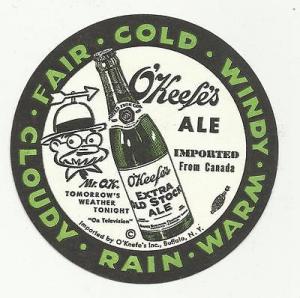 FAIR · COLD · WINDY · WARM · RAIN · CLOUDY ·
O'Keefe's
ALE
IMPORTED
From Canada
Mr. O.K.
TOMORROW'S
WEATHER
TONIGHT
"On Television"
O'Keefe's
EXTRA
OLD STOCK
ALE
Imported by O'Keefe's Inc., Buffalo, N.Y.